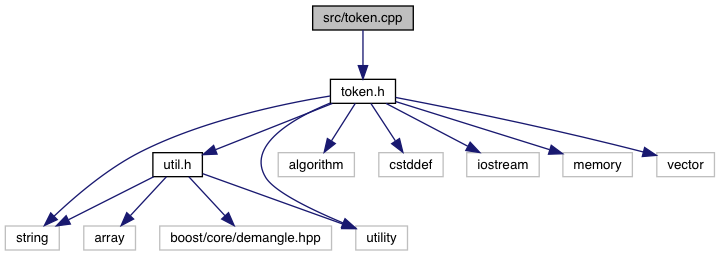 src/token.cpp
token.h
util.h
algorithm
cstddef
iostream
memory
vector
string
array
boost/core/demangle.hpp
utility